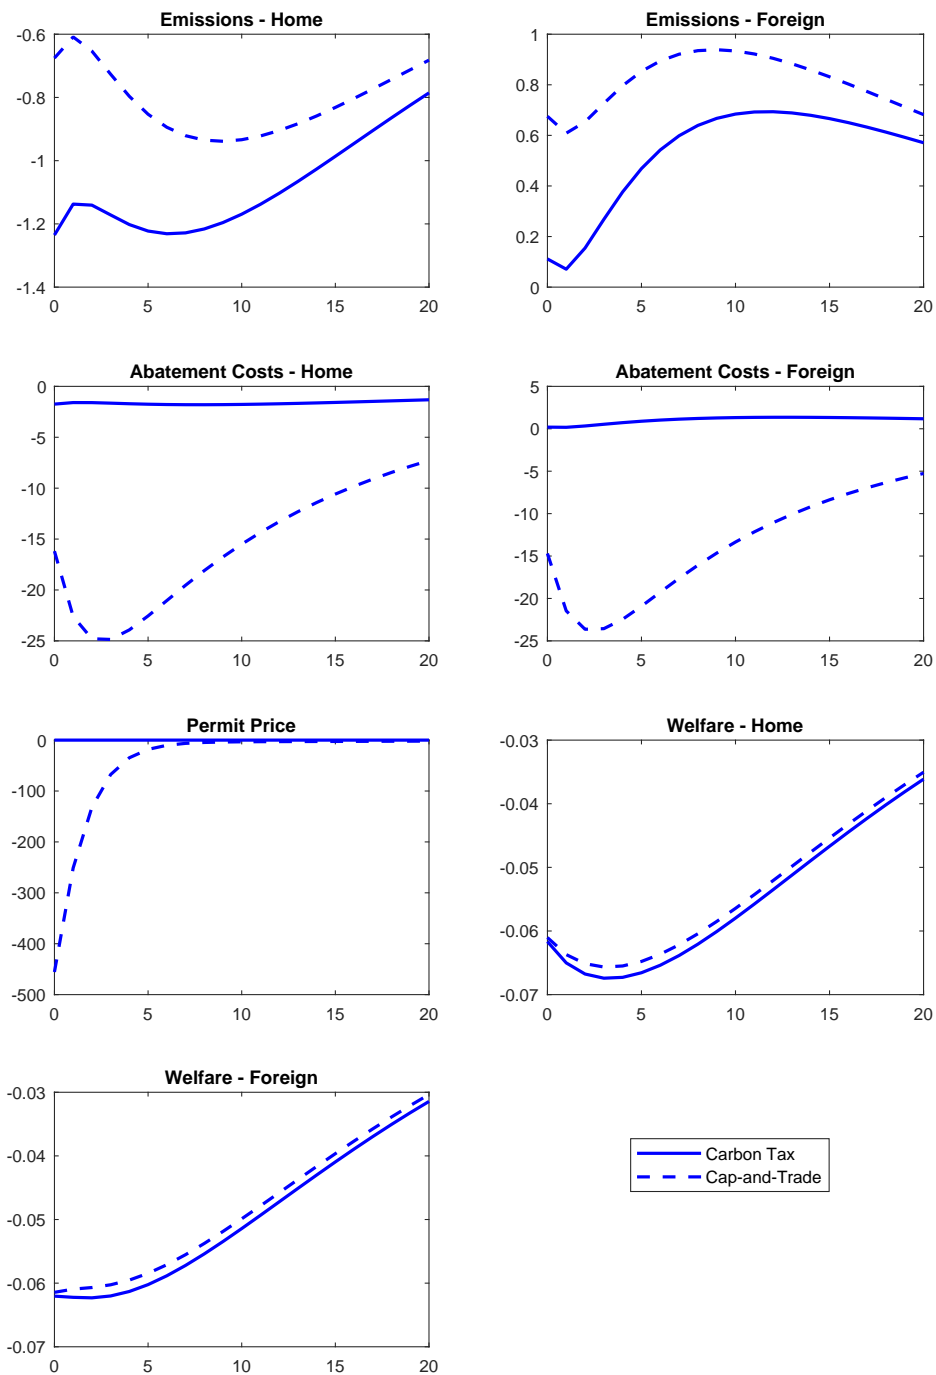 Emissions - Home
-0.6
-0.8
-1
-1.2
-1.4
0 5 10 15 20
Emissions - Foreign
1
0.8
0.6
0.4
0.2
0
0 5 10 15 20
Abatement Costs - Home
0
-5
-10
-15
-20
-25
0 5 10 15 20
Abatement Costs - Foreign
5
0
-5
-10
-15
-20
-25
0 5 10 15 20
Permit Price
0
-100
-200
-300
-400
-500
0 5 10 15 20
Welfare - Home
-0.03
-0.04
-0.05
-0.06
-0.07
0 5 10 15 20
Welfare - Foreign
-0.03
-0.04
-0.05
-0.06
-0.07
0 5 10 15 20
Carbon Tax
Cap-and-Trade